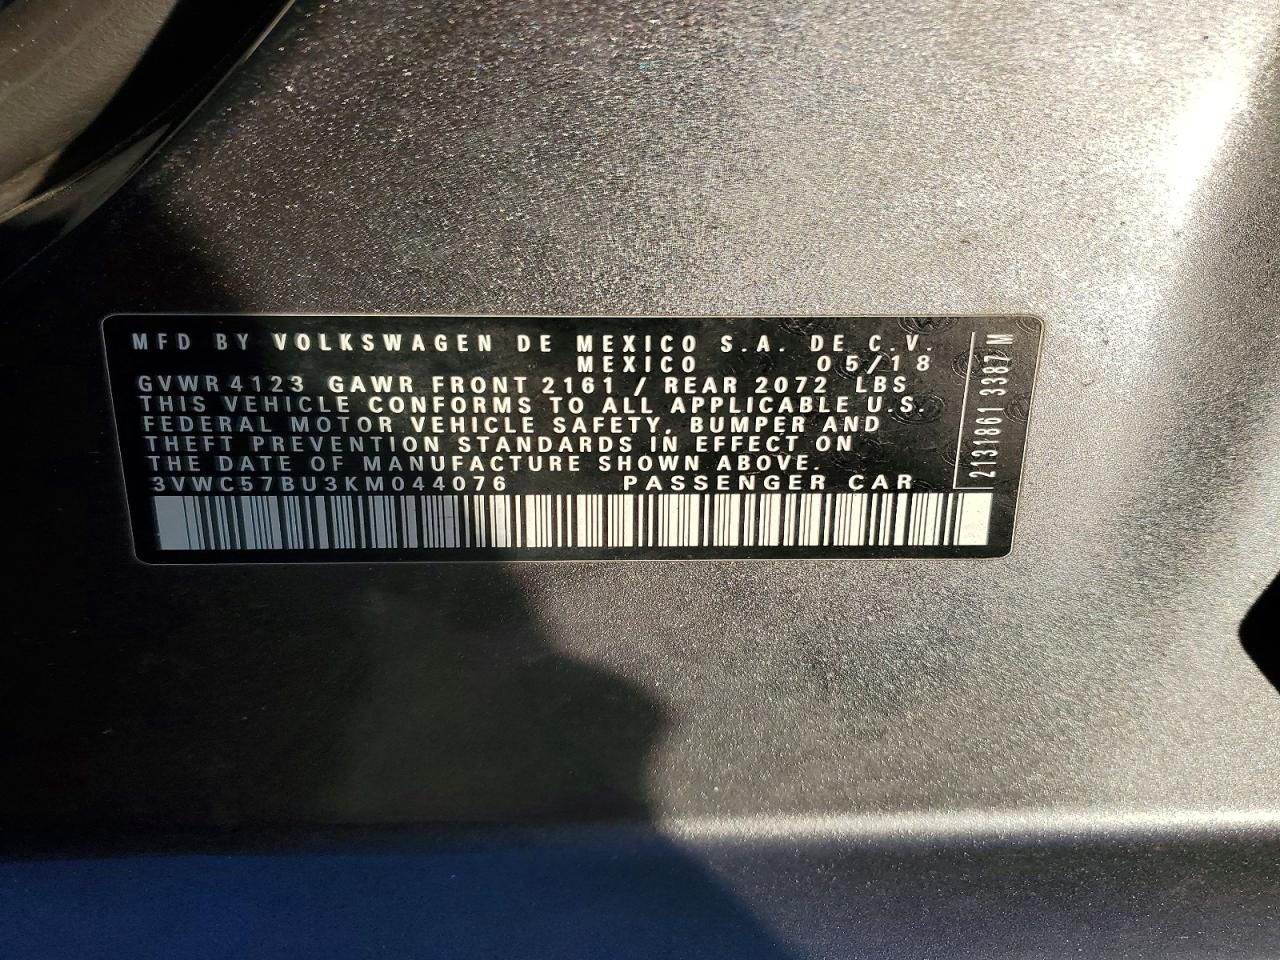 MFD BY VOLKSWAGEN DE MEXICO S.A. DE C.V.
MEXICO 05/18
GVWR 4123 GAWR FRONT 2161 / REAR 2072 LBS
THIS VEHICLE CONFORMS TO ALL APPLICABLE U.S.
FEDERAL MOTOR VEHICLE SAFETY, BUMPER AND
THEFT PREVENTION STANDARDS IN EFFECT ON
THE DATE OF MANUFACTURE SHOWN ABOVE.
3VWC57BU3KM044076 PASSENGER CAR
2131861 3387 M